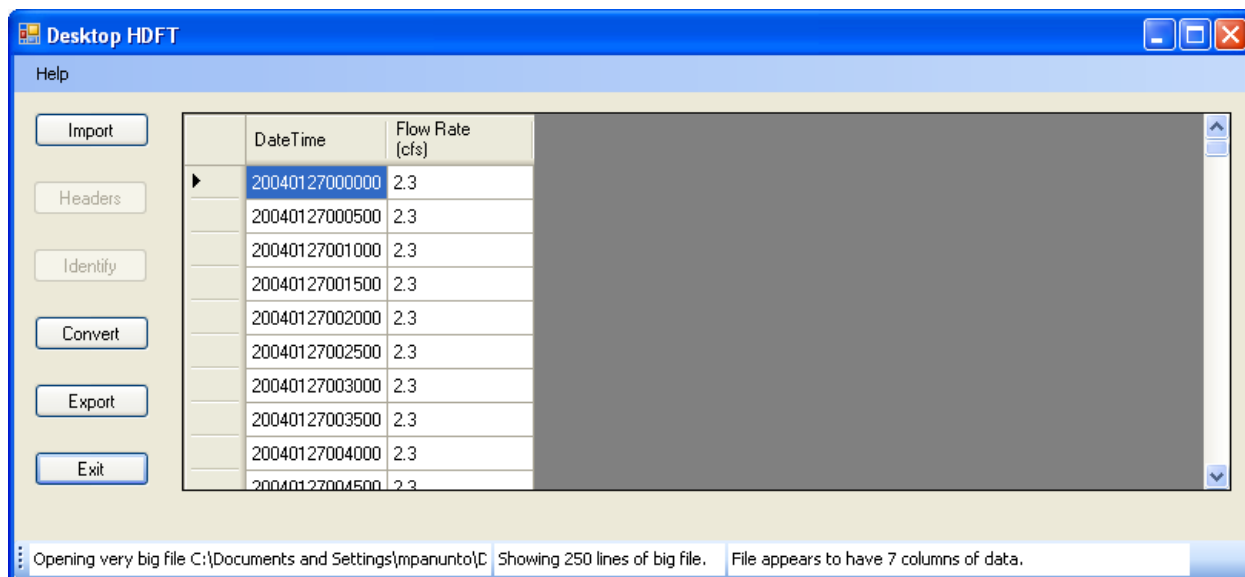 Desktop HDFT
Help
Import
Headers
Identify
Convert
Export
Exit
DateTime Flow Rate
(cfs)
20040127000000 2.3
20040127000500 2.3
20040127001000 2.3
20040127001500 2.3
20040127002000 2.3
20040127002500 2.3
20040127003000 2.3
20040127003500 2.3
20040127004000 2.3
20040127004500 2.3
Opening very big file C:\Documents and Settings\mpanunto\D Showing 250 lines of big file. File appears to have 7 columns of data.